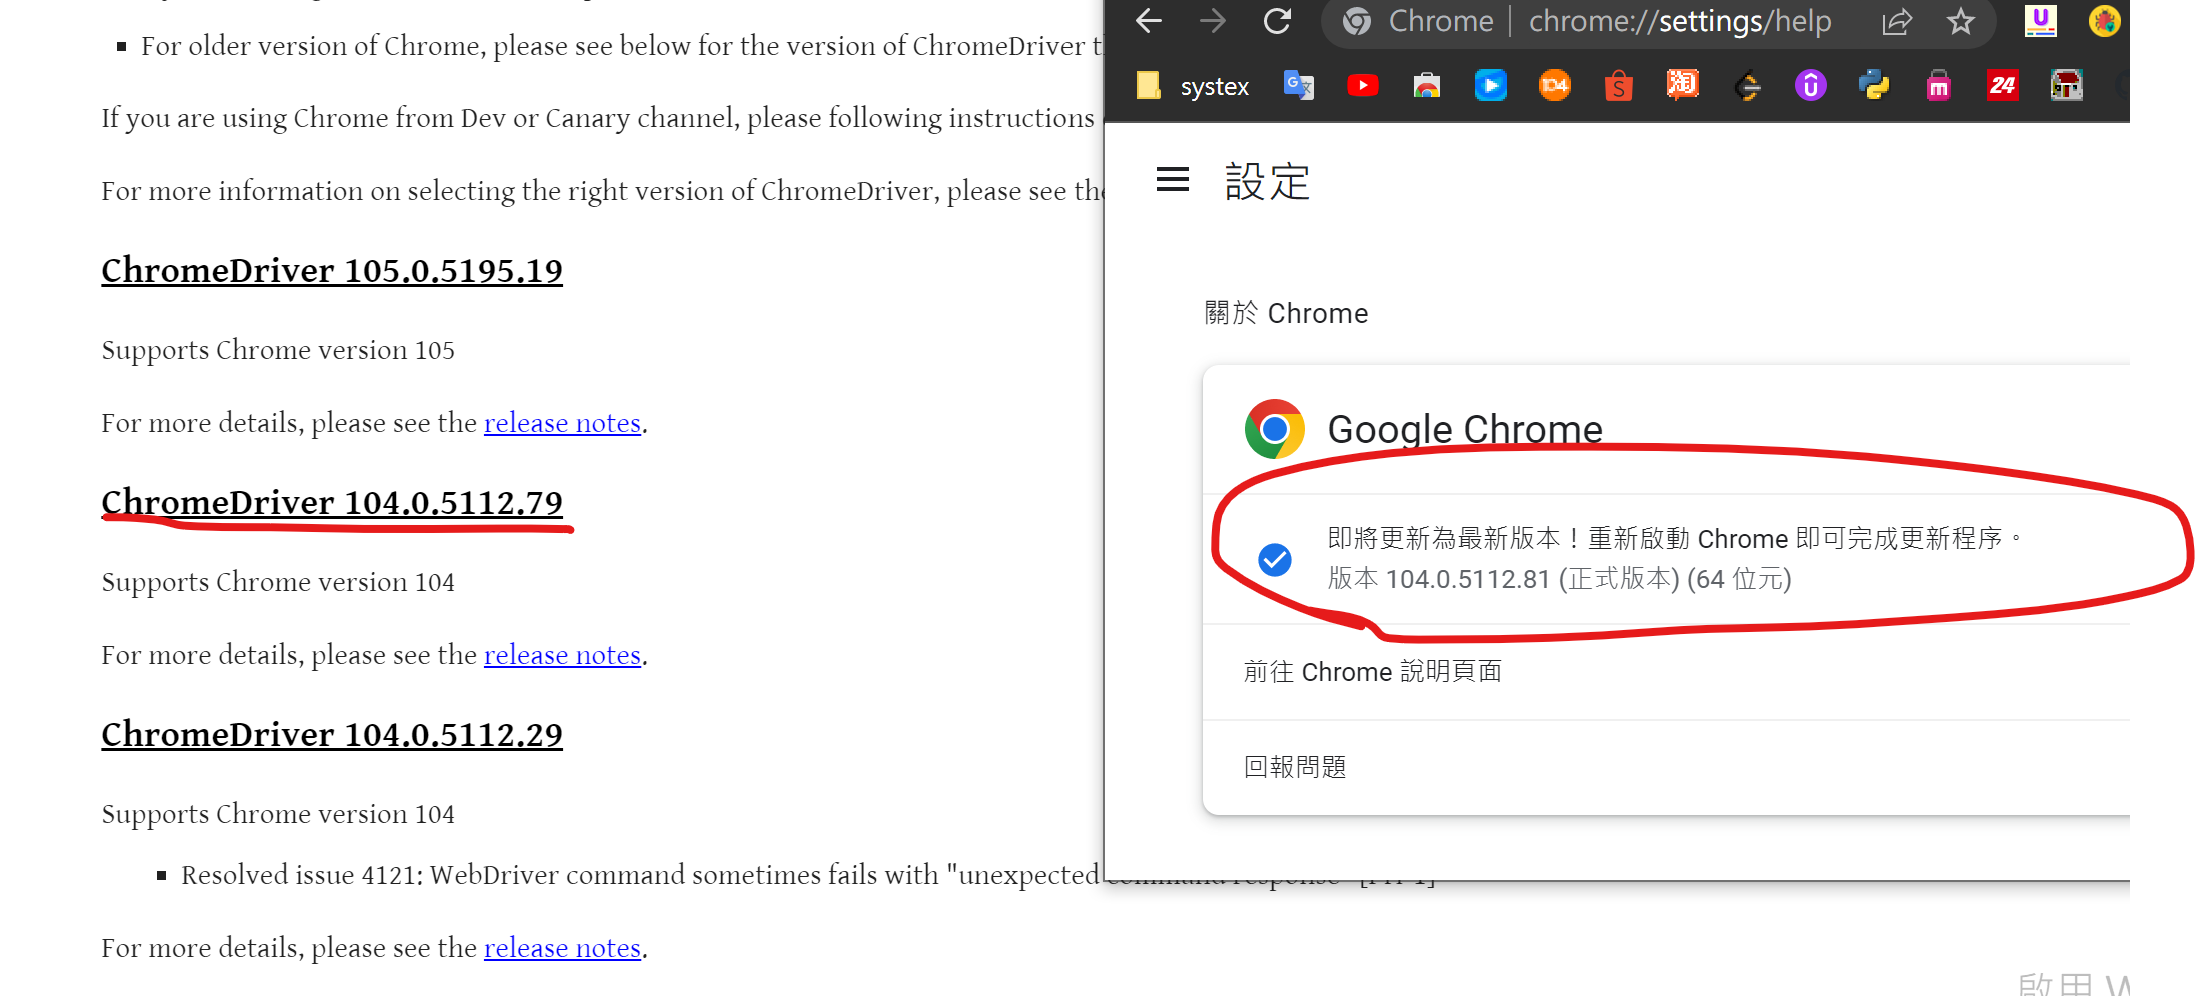 For older version of Chrome, please see below for the version of ChromeDriver
If you are using Chrome from Dev or Canary channel, please following instructions
For more information on selecting the right version of ChromeDriver, please see the
ChromeDriver 105.0.5195.19
Supports Chrome version 105
For more details, please see the release notes.
ChromeDriver 104.0.5112.79
Supports Chrome version 104
For more details, please see the release notes.
ChromeDriver 104.0.5112.29
Supports Chrome version 104
Resolved issue 4121: WebDriver command sometimes fails with "unexpected command response"
For more details, please see the release notes.
Chrome | chrome://settings/help
systex
104
24
設定
關於 Chrome
Google Chrome
即將更新為最新版本！重新啟動 Chrome 即可完成更新程序。
版本 104.0.5112.81 (正式版本) (64 位元)
前往 Chrome 說明頁面
回報問題
啟用 W